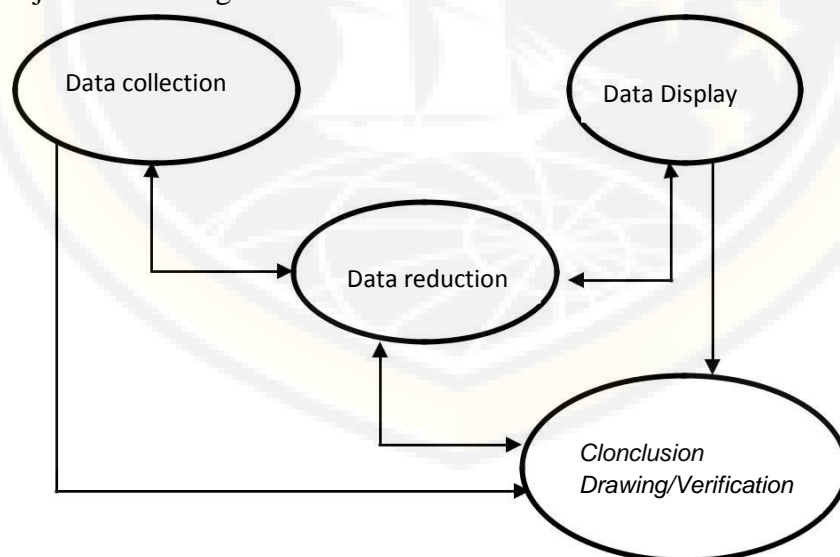 Data collection
Data Display
Data reduction
Clonclusion
Drawing/Verification